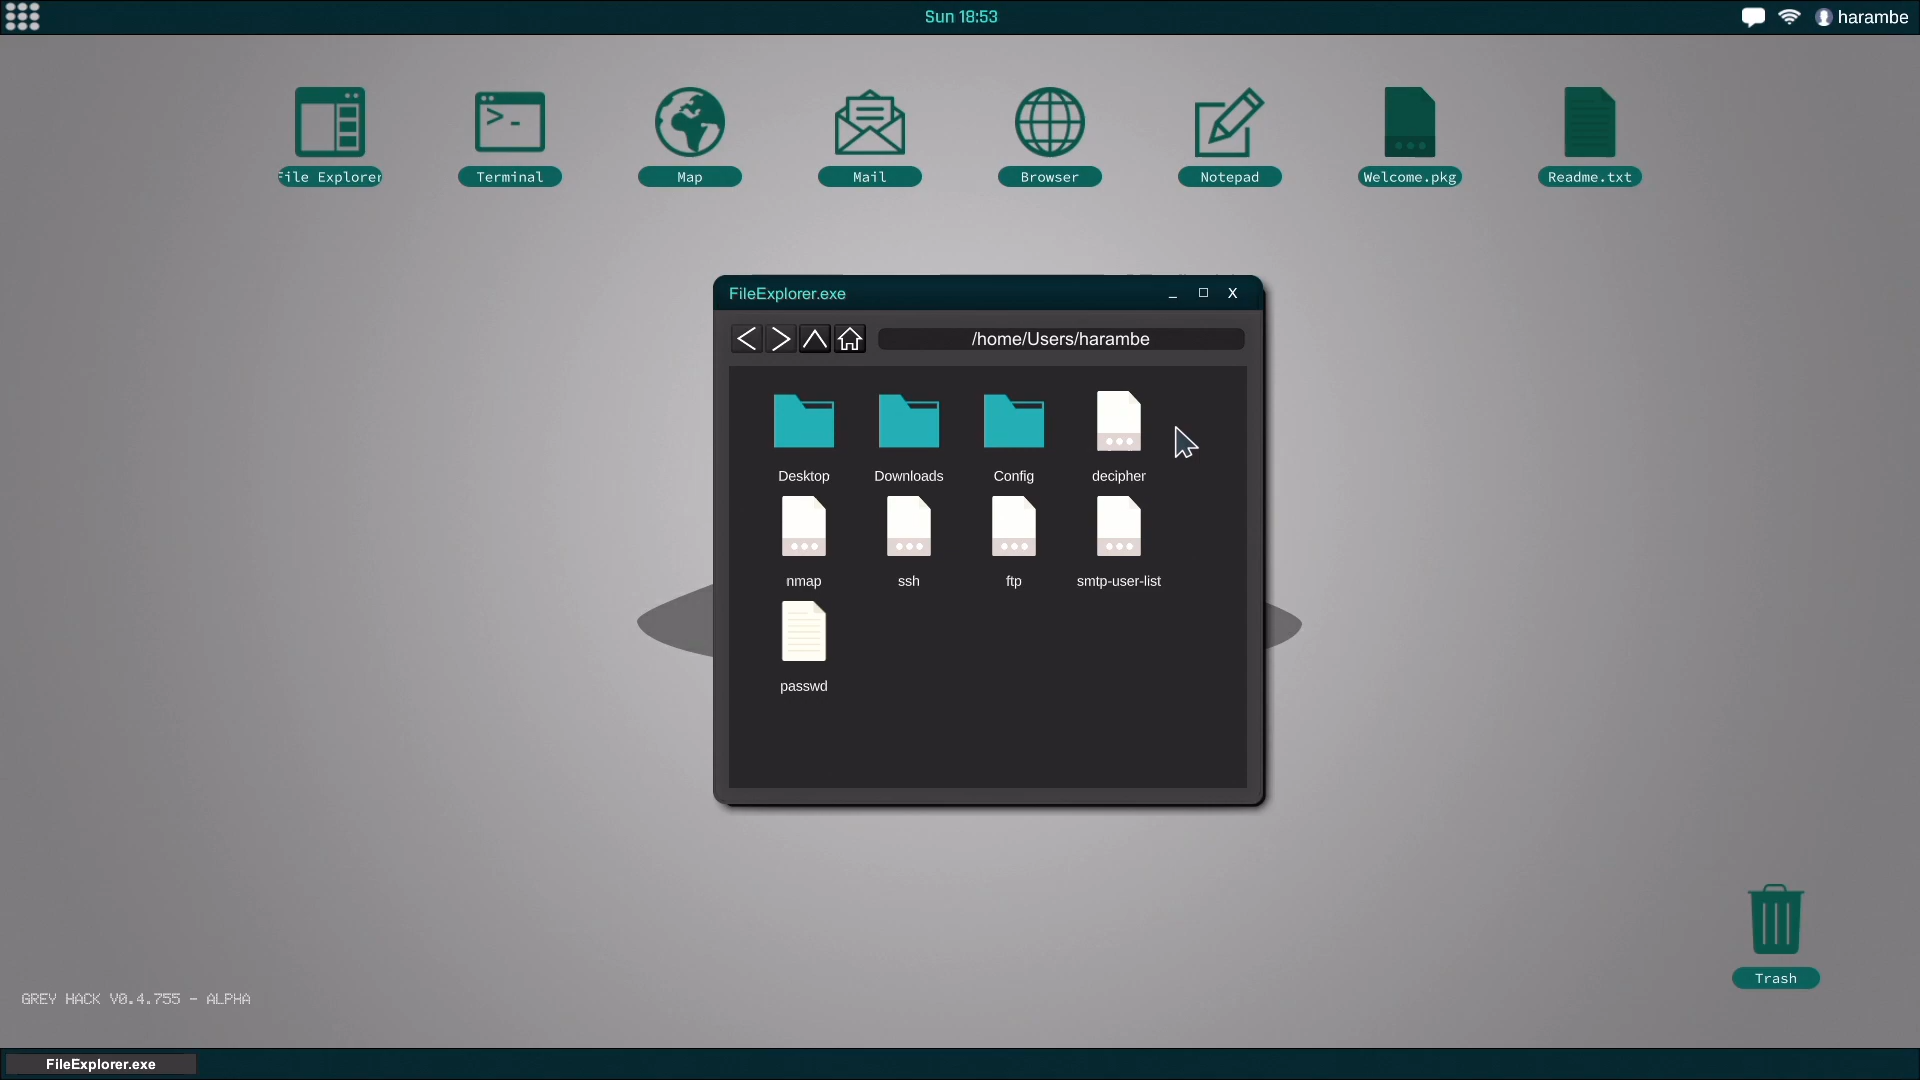 Sun 18:53
harambe
File Explorer
Terminal
Map
Mail
Browser
Notepad
Welcome.pkg
Readme.txt
FileExplorer.exe
_ □ X
/home/Users/harambe
Desktop
Downloads
Config
decipher
nmap
ssh
ftp
smtp-user-list
passwd
Trash
GREY HACK V0.4.755 - ALPHA
FileExplorer.exe